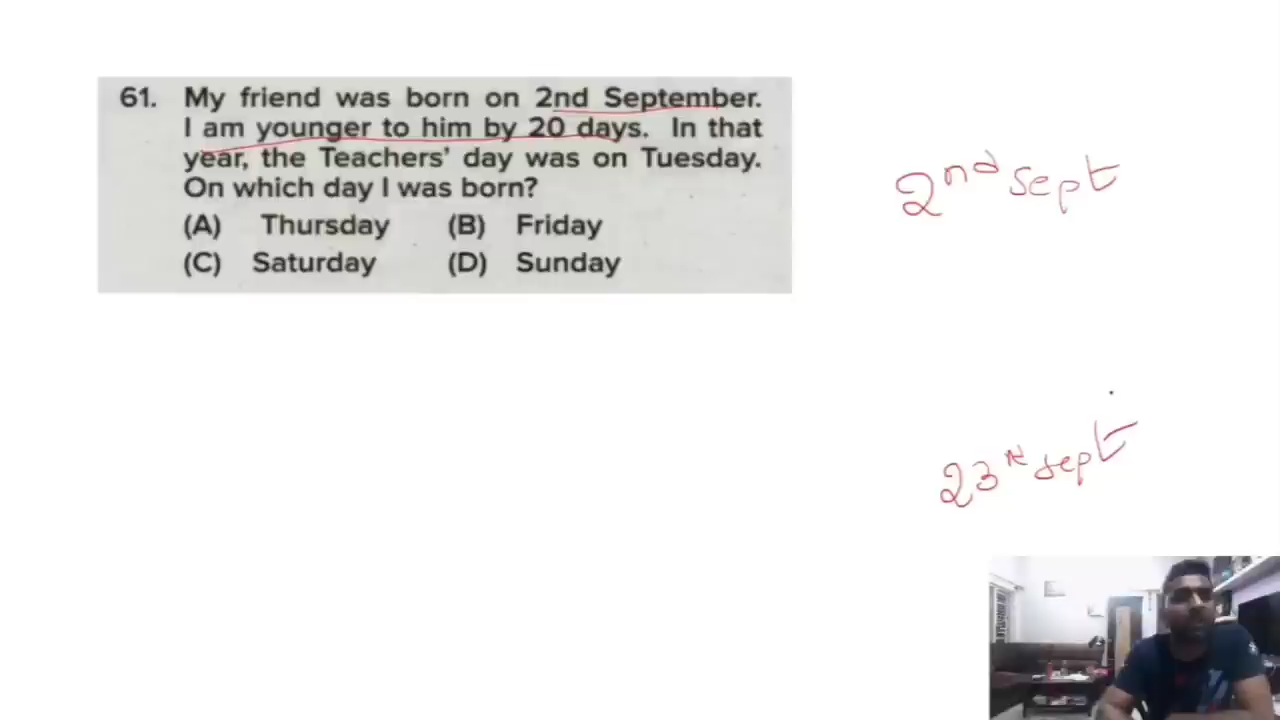 61. My friend was born on 2nd September.
I am younger to him by 20 days. In that
year, the Teachers' day was on Tuesday.
On which day I was born?
(A) Thursday (B) Friday
(C) Saturday (D) Sunday
2nd Sept
23rd Sept